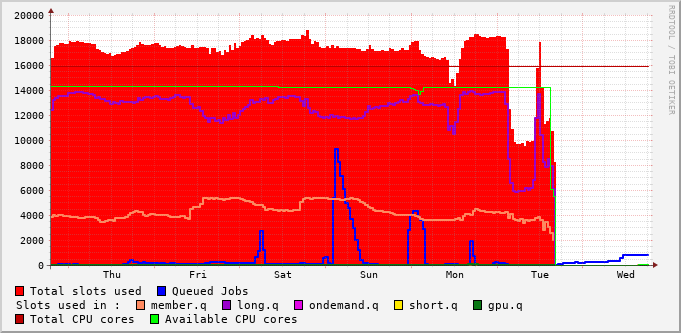 20000
18000
16000
14000
12000
10000
8000
6000
4000
2000
0
Thu Fri Sat Sun Mon Tue Wed
RRDTOOL / TOBI OETIKER
Total slots used Queued Jobs
Slots used in : member.q long.q ondemand.q short.q gpu.q
Total CPU cores Available CPU cores